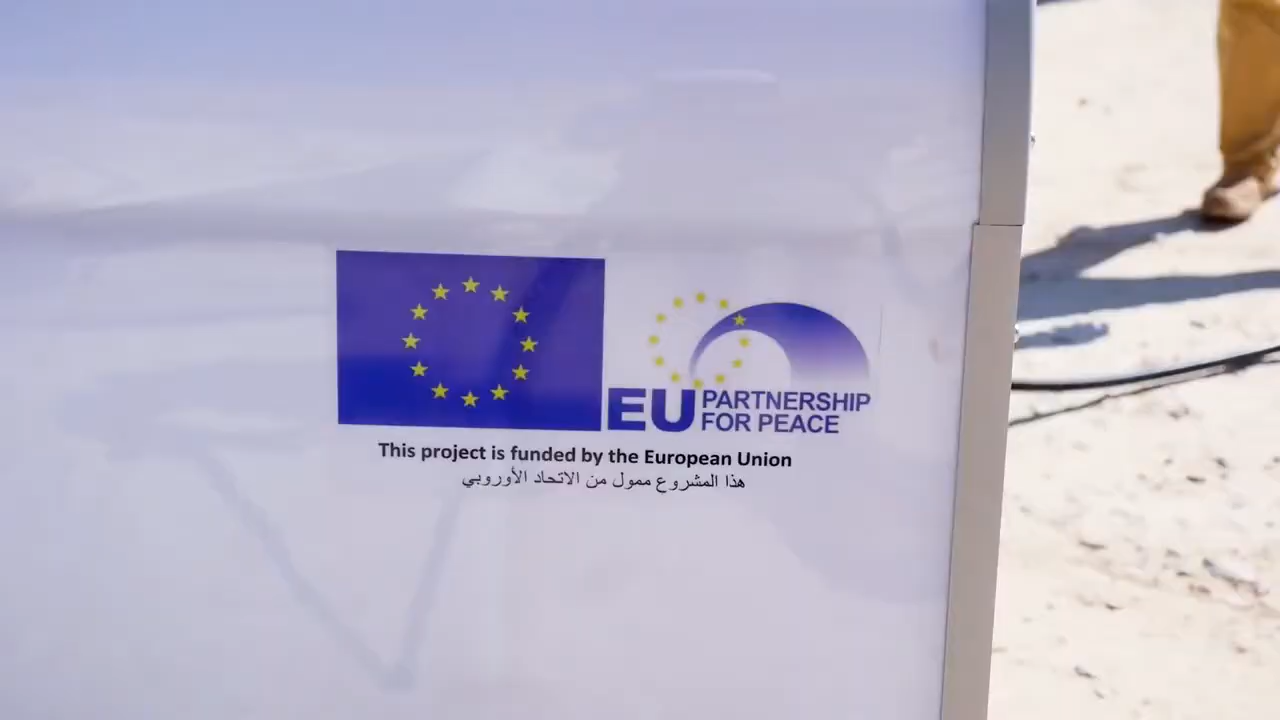 EU PARTNERSHIP
FOR PEACE
This project is funded by the European Union
هذا المشروع ممول من الاتحاد الأوروبي